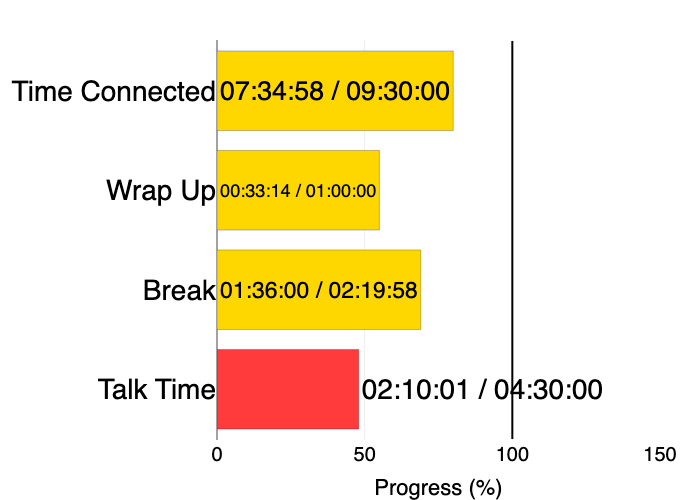 Time Connected 07:34:58 / 09:30:00
Wrap Up 00:33:14 / 01:00:00
Break 01:36:00 / 02:19:58
Talk Time 02:10:01 / 04:30:00
0 50 100 150
Progress (%)